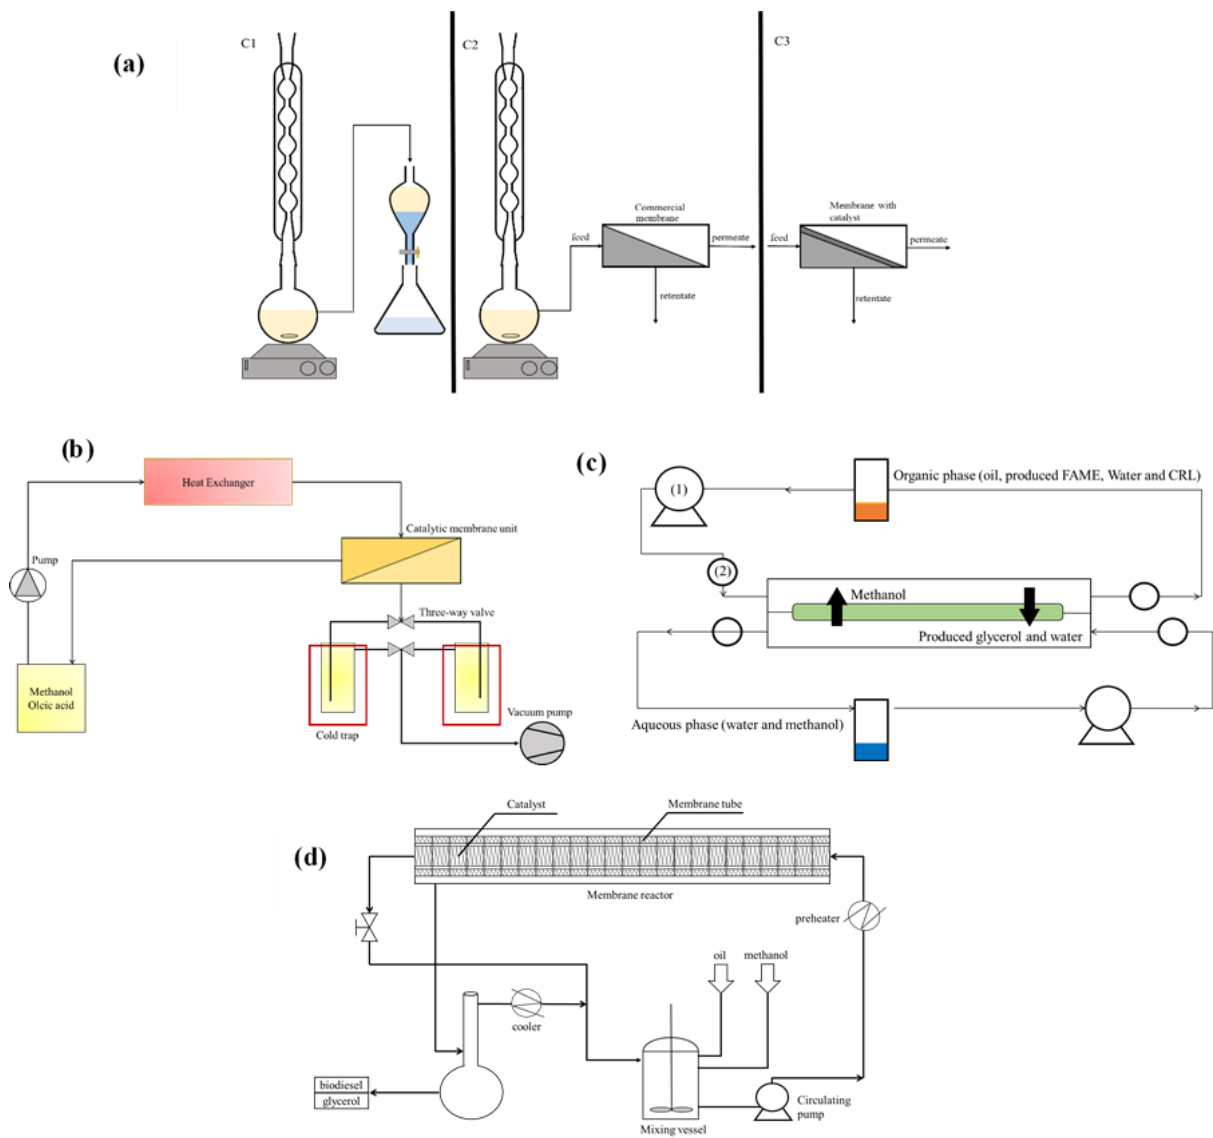 (a)
C1
C2
C3
Commercial
membrane
feed
permeate
retentate
Membrane with
catalyst
feed
permeate
retentate
(b)
Heat Exchanger
Catalytic membrane unit
Pump
Three-way valve
Methanol
Oleic acid
Cold trap
Vacuum pump
(c)
(1)
Organic phase (oil, produced FAME, Water and CRL)
(2)
Methanol
Produced glycerol and water
Aqueous phase (water and methanol)
(d)
Catalyst
Membrane tube
Membrane reactor
preheater
oil
methanol
cooler
biodiesel
glycerol
Circulating
pump
Mixing vessel